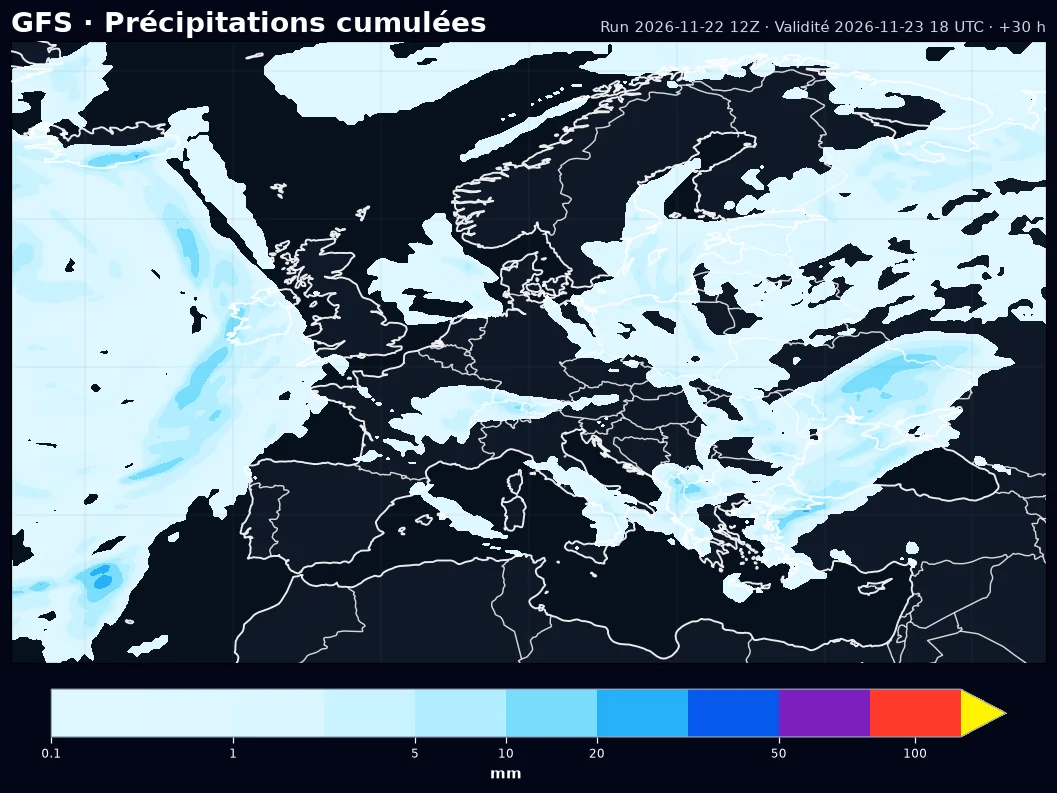 GFS · Précipitations cumulées
Run 2026-11-22 12Z · Validité 2026-11-23 18 UTC · +30 h
0.1 1 5 10 20 50 100
mm